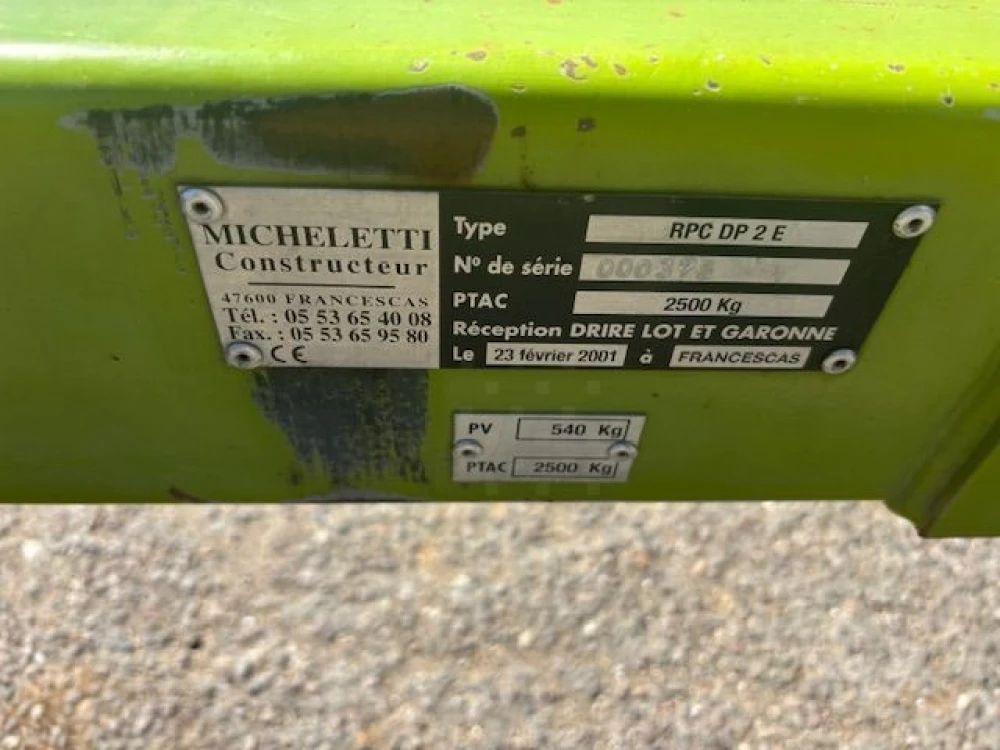 MICHELETTI
Constructeur
47600 FRANCESCAS
Tél. : 05 53 65 40 08
Fax. : 05 53 65 95 80
CE
Type RPC DP 2 E
N° de série
PTAC 2500 Kg
Réception DRIRE LOT ET GARONNE
Le 23 février 2001 à FRANCESCAS
PV 540 Kg
PTAC 2500 Kg